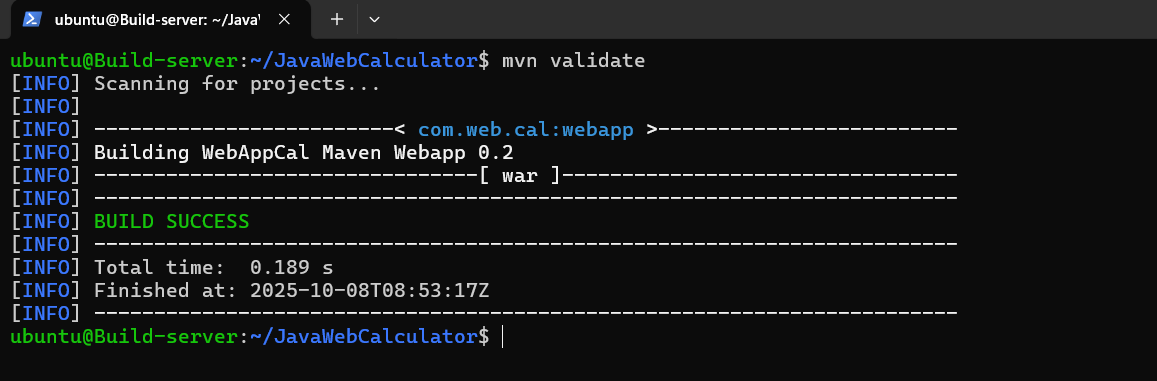 ubuntu@Build-server: ~/JavaV
ubuntu@Build-server:~/JavaWebCalculator$ mvn validate
[INFO] Scanning for projects...
[INFO]
[INFO] -------------------------< com.web.cal:webapp >-------------------------
[INFO] Building WebAppCal Maven Webapp 0.2
[INFO] --------------------------------[ war ]---------------------------------
[INFO] ------------------------------------------------------------------------
[INFO] BUILD SUCCESS
[INFO] ------------------------------------------------------------------------
[INFO] Total time:  0.189 s
[INFO] Finished at: 2025-10-08T08:53:17Z
[INFO] ------------------------------------------------------------------------
ubuntu@Build-server:~/JavaWebCalculator$